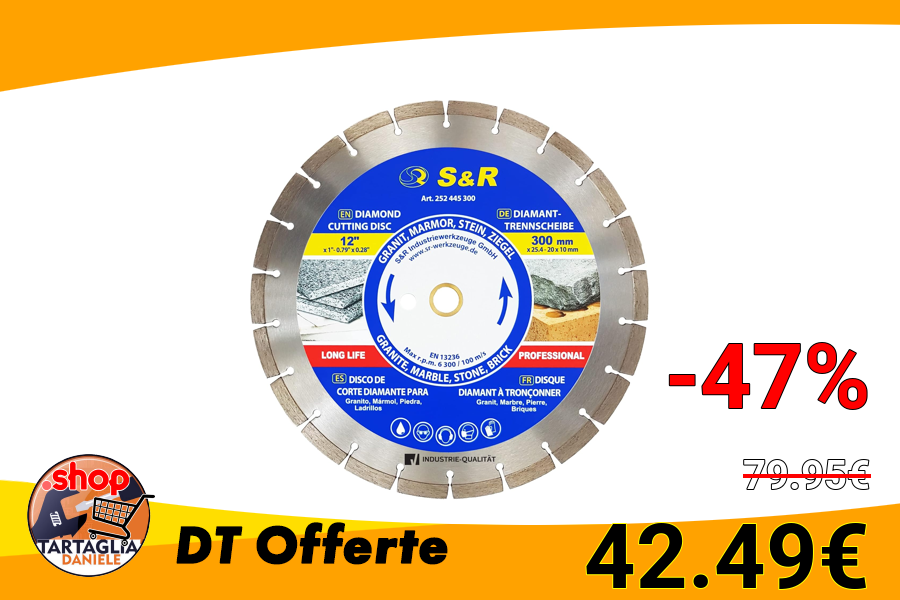 S&R
Art. 252 445 300
EN DIAMOND
CUTTING DISC
DE DIAMANT-
TRENNSCHEIBE
12"
x 1"- 0.79" x 0.28"
300 mm
x 25.4 - 20 x 10 mm
GRANIT, MARMOR, STEIN, ZIEGEL
S&R Industriewerkzeuge GmbH
www.sr-werkzeuge.de
EN 13236
Max r.p.m. 6 300 / 100 m/s
GRANITE, MARBLE, STONE, BRICK
LONG LIFE
PROFESSIONAL
ES DISCO DE
CORTE DIAMANTE PARA
Granito, Mármol, Piedra,
Ladrillos
FR DISQUE
DIAMANT À TRONÇONNER
Granit, Marbre, Pierre,
Briques
INDUSTRIE-QUALITÄT
-47%
79.95€
42.49€
.shop
TARTAGLIA
DANIELE
DT Offerte